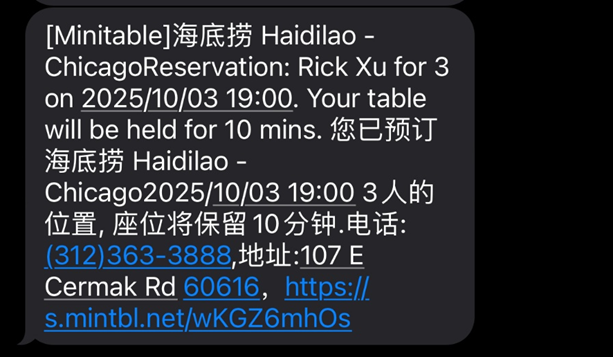 [Minitable]海底捞 Haidilao -
ChicagoReservation: Rick Xu for 3
on 2025/10/03 19:00. Your table
will be held for 10 mins. 您已预订
海底捞 Haidilao -
Chicago2025/10/03 19:00 3人的
位置, 座位将保留10分钟.电话:
(312)363-3888,地址:107 E
Cermak Rd 60616，https://
s.mintbl.net/wKGZ6mhOs